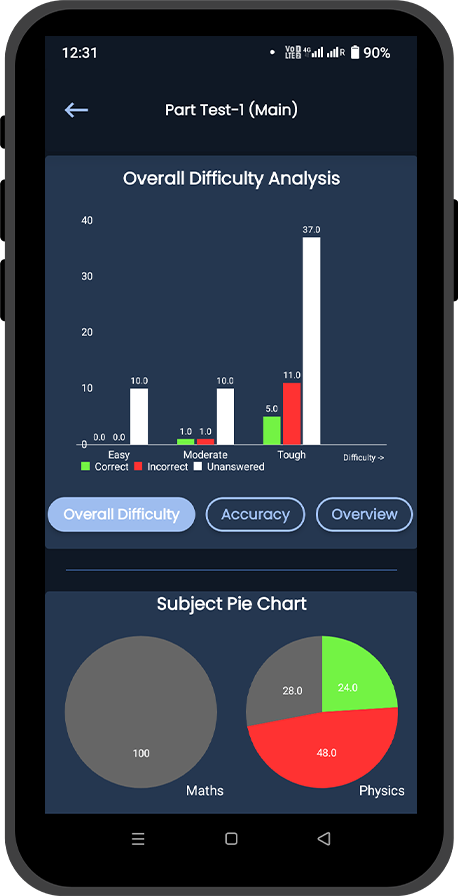 12:31 Vo LTE 4G R 90%
Part Test-1 (Main)
Overall Difficulty Analysis
40
37.0
30
20
11.0
10 10.0 10.0
5.0
0 0.0 0.0 1.0 1.0
Easy Moderate Tough Difficulty ->
Correct Incorrect Unanswered
Overall Difficulty Accuracy Overview
Subject Pie Chart
28.0 24.0
100 48.0
Maths Physics